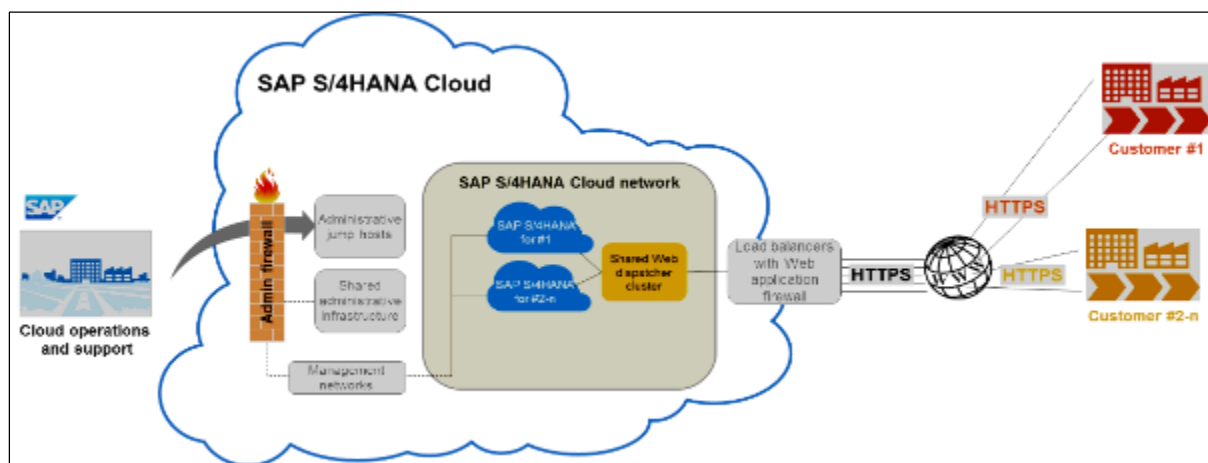 SAP S/4HANA Cloud
SAP
Cloud operations
and support
Admin firewall
Administrative
jump hosts
Shared
administrative
infrastructure
Management
networks
SAP S/4HANA Cloud network
SAP S/4HANA
for #1
SAP S/4HANA
for #2-n
Shared Web
dispatcher
cluster
Load balancers
with Web
application
firewall
HTTPS
WWW
HTTPS
Customer #1
HTTPS
Customer #2-n